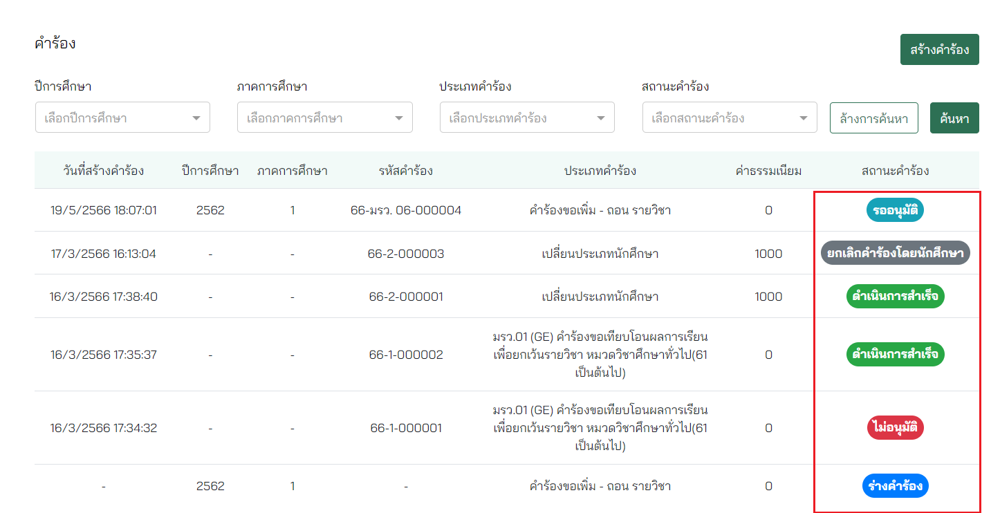 คำร้อง
สร้างคำร้อง
ปีการศึกษา ภาคการศึกษา ประเภทคำร้อง สถานะคำร้อง
เลือกปีการศึกษา เลือกภาคการศึกษา เลือกประเภทคำร้อง เลือกสถานะคำร้อง ล้างการค้นหา ค้นหา
วันที่สร้างคำร้อง ปีการศึกษา ภาคการศึกษา รหัสคำร้อง ประเภทคำร้อง ค่าธรรมเนียม สถานะคำร้อง
19/5/2566 18:07:01 2562 1 66-มรว. 06-000004 คำร้องขอเพิ่ม - ถอน รายวิชา 0 รออนุมัติ
17/3/2566 16:13:04 - - 66-2-000003 เปลี่ยนประเภทนักศึกษา 1000 ยกเลิกคำร้องโดยนักศึกษา
16/3/2566 17:38:40 - - 66-2-000001 เปลี่ยนประเภทนักศึกษา 1000 ดำเนินการสำเร็จ
มรว.01 (GE) คำร้องขอเทียบโอนผลการเรียน
16/3/2566 17:35:37 - - 66-1-000002 เพื่อยกเว้นรายวิชา หมวดวิชาศึกษาทั่วไป(61 0 ดำเนินการสำเร็จ
เป็นต้นไป)
มรว.01 (GE) คำร้องขอเทียบโอนผลการเรียน
16/3/2566 17:34:32 - - 66-1-000001 เพื่อยกเว้นรายวิชา หมวดวิชาศึกษาทั่วไป(61 0 ไม่อนุมัติ
เป็นต้นไป)
- 2562 1 - คำร้องขอเพิ่ม - ถอน รายวิชา 0 ร่างคำร้อง